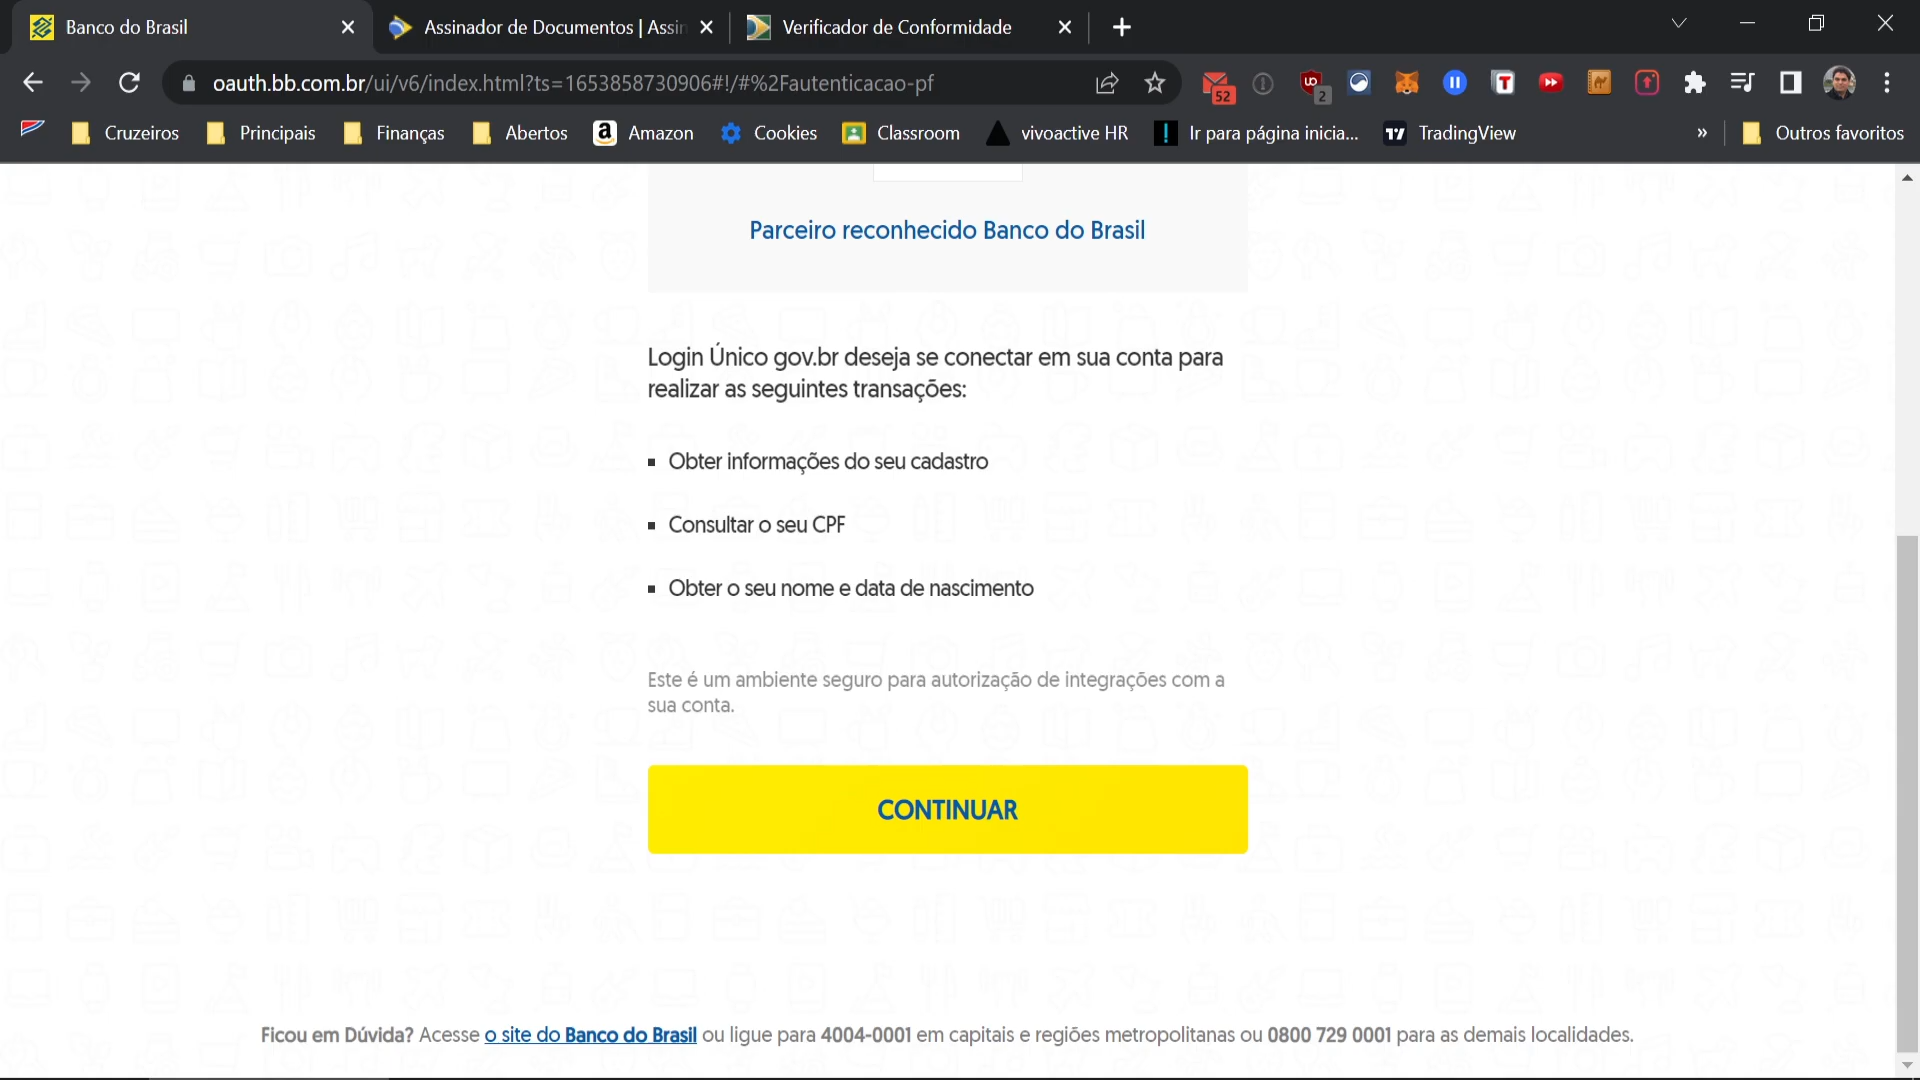 Banco do Brasil
Assinador de Documentos | Assin
Verificador de Conformidade
oauth.bb.com.br/ui/v6/index.html?ts=1653858730906#!/#%2Fautenticacao-pf
52
2
Cruzeiros
Principais
Finanças
Abertos
Amazon
Cookies
Classroom
vivoactive HR
Ir para página inicia...
TradingView
»
Outros favoritos
Parceiro reconhecido Banco do Brasil
Login Único gov.br deseja se conectar em sua conta para
realizar as seguintes transações:
▪ Obter informações do seu cadastro
▪ Consultar o seu CPF
▪ Obter o seu nome e data de nascimento
Este é um ambiente seguro para autorização de integrações com a
sua conta.
CONTINUAR
Ficou em Dúvida? Acesse o site do Banco do Brasil ou ligue para 4004-0001 em capitais e regiões metropolitanas ou 0800 729 0001 para as demais localidades.